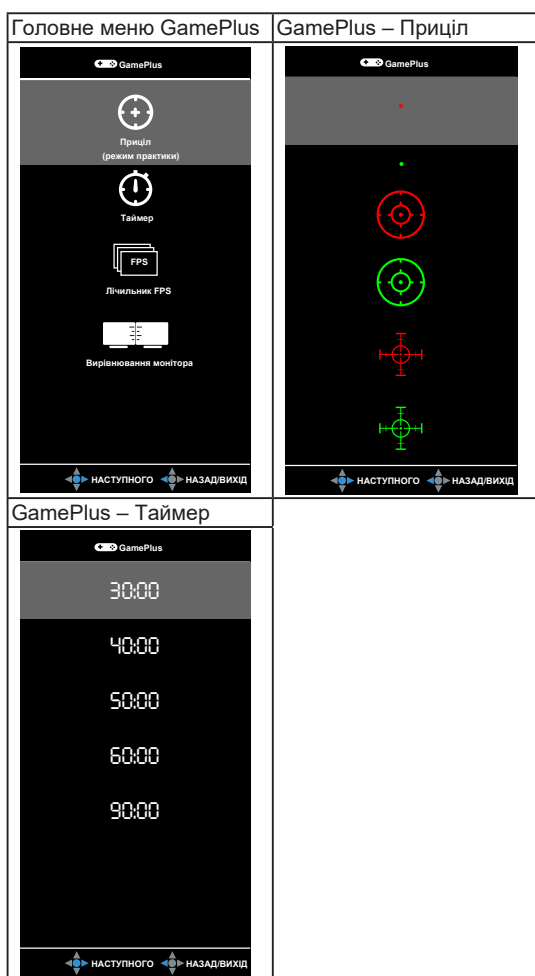 Головне меню GamePlus
GamePlus
Приціл
(режим практики)
Таймер
FPS
Лічильник FPS
Вирівнювання монітора
НАСТУПНОГО НАЗАД/ВИХІД
GamePlus – Приціл
GamePlus
НАСТУПНОГО НАЗАД/ВИХІД
GamePlus – Таймер
GamePlus
30:00
40:00
50:00
60:00
90:00
НАСТУПНОГО НАЗАД/ВИХІД